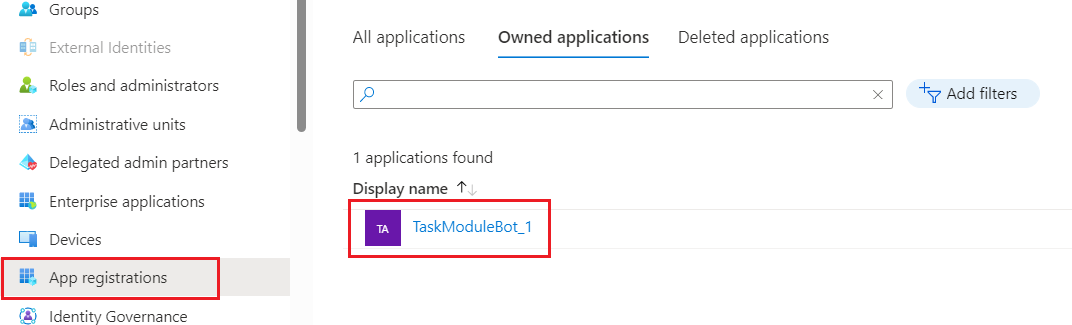 Groups
External Identities
Roles and administrators
Administrative units
Delegated admin partners
Enterprise applications
Devices
App registrations
Identity Governance
All applications Owned applications Deleted applications
Add filters
1 applications found
Display name
TA TaskModuleBot_1